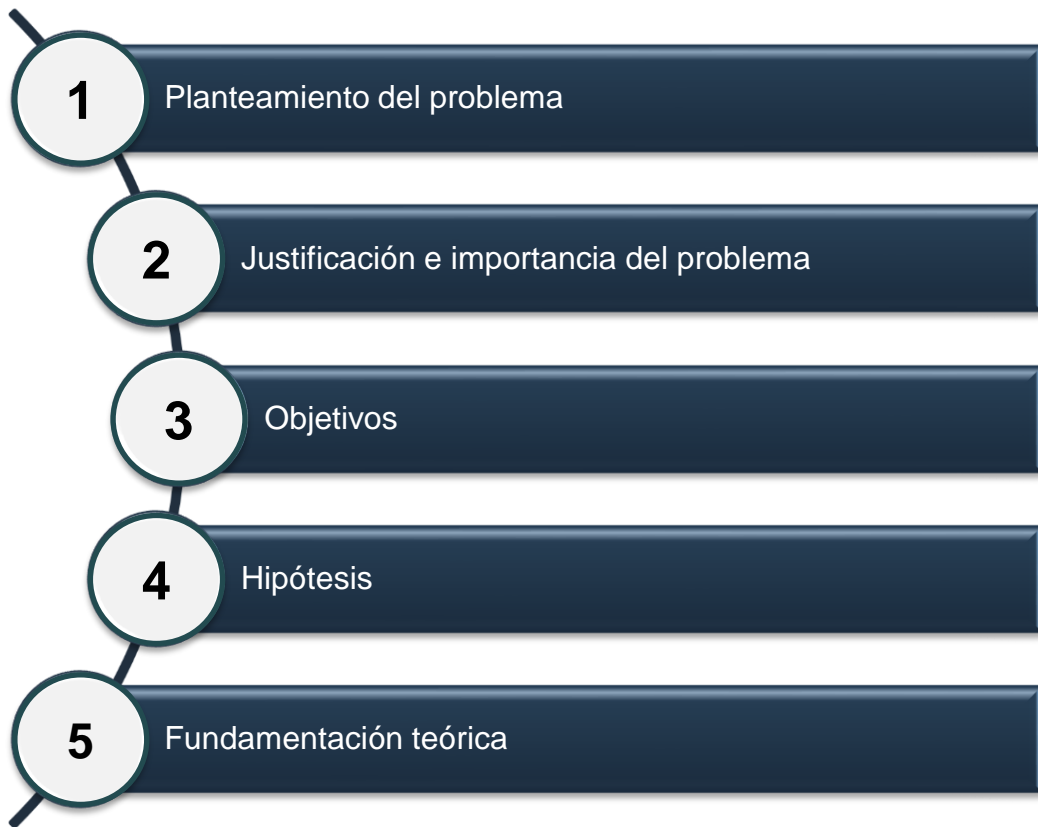 1
Planteamiento del problema
2
Justificación e importancia del problema
3
Objetivos
4
Hipótesis
5
Fundamentación teórica